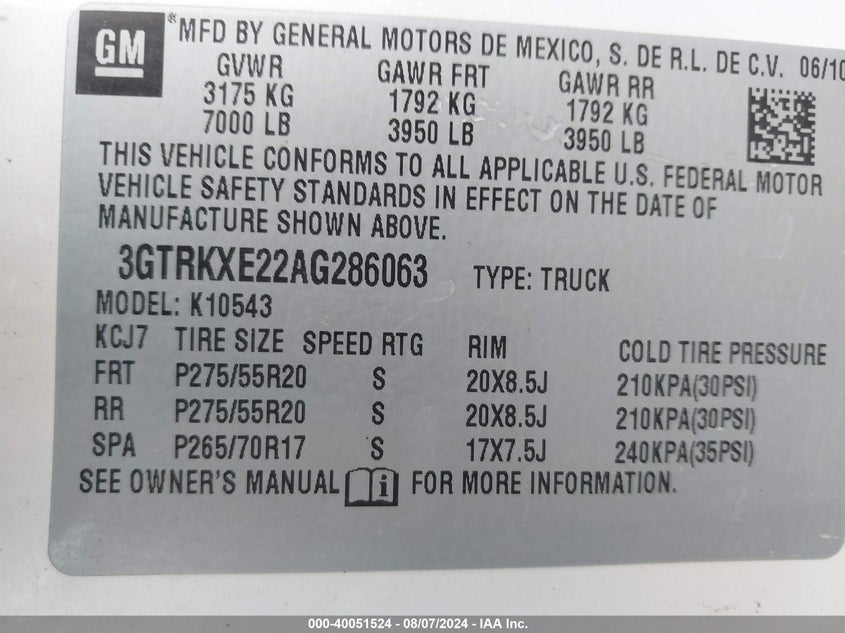 GM
® MFD BY GENERAL MOTORS DE MEXICO, S. DE R.L. DE C.V. 06/10
GVWR GAWR FRT GAWR RR
3175 KG 1792 KG 1792 KG
7000 LB 3950 LB 3950 LB
THIS VEHICLE CONFORMS TO ALL APPLICABLE U.S. FEDERAL MOTOR
VEHICLE SAFETY STANDARDS IN EFFECT ON THE DATE OF
MANUFACTURE SHOWN ABOVE.
3GTRKXE22AG286063 TYPE: TRUCK
MODEL: K10543
KCJ7 TIRE SIZE SPEED RTG RIM COLD TIRE PRESSURE
FRT P275/55R20 S 20X8.5J 210KPA(30PSI)
RR P275/55R20 S 20X8.5J 210KPA(30PSI)
SPA P265/70R17 S 17X7.5J 240KPA(35PSI)
SEE OWNER'S MANUAL i FOR MORE INFORMATION.
000-40051524 - 08/07/2024 - IAA Inc.